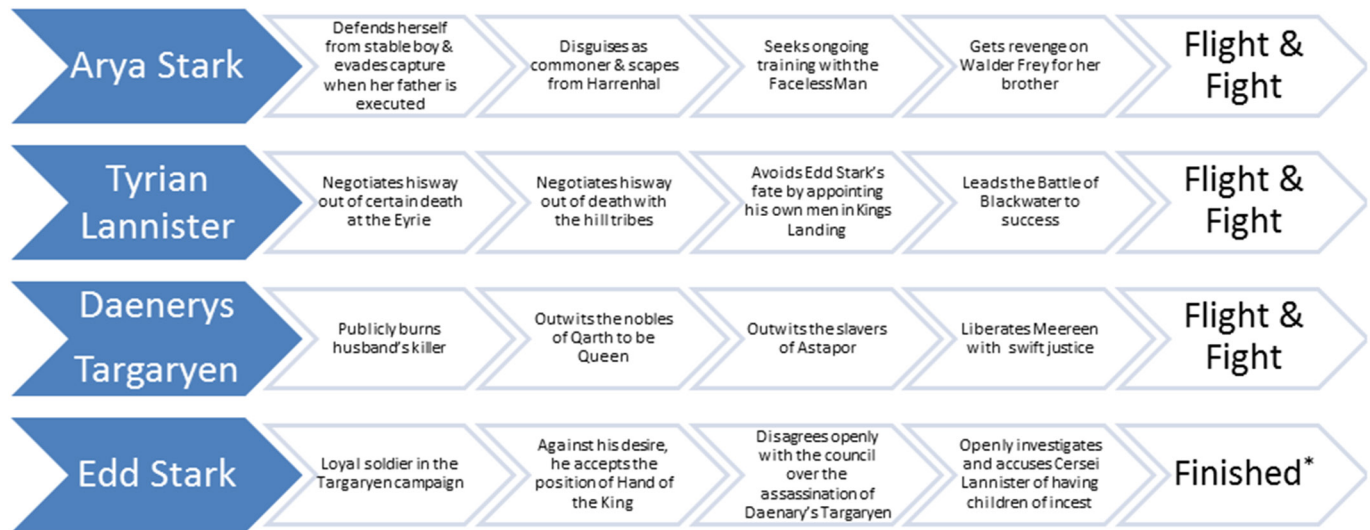 Arya Stark
Defends herself
from stable boy &
evades capture
when her father is
executed
Disguises as
commoner & scapes
from Harrenhal
Seeks ongoing
training with the
FacelessMan
Gets revenge on
Walder Frey for her
brother
Flight &
Fight
Tyrian
Lannister
Negotiates hisway
out of certain death
at the Eyrie
Negotiates hisway
out of death with
the hill tribes
Avoids Edd Stark's
fate by appointing
his own men in Kings
Landing
Leads the Battle of
Blackwater to
success
Flight &
Fight
Daenerys
Targaryen
Publicly burns
husband's killer
Outwits the nobles
of Qarth to be
Queen
Outwits the slavers
of Astapor
Liberates Meereen
with swift justice
Flight &
Fight
Edd Stark
Loyal soldier in the
Targaryen campaign
Against his desire,
he accepts the
position of Hand of
the King
Disagrees openly
with the council
over the
assassination of
Daenary's Targaryen
Openly investigates
and accuses Cersei
Lannister of having
children of incest
Finished*